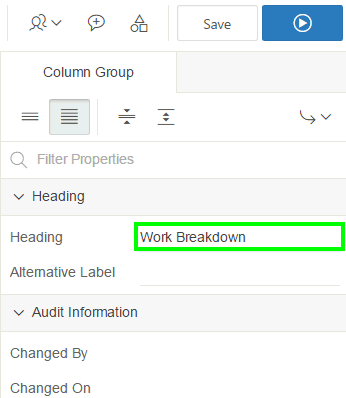 Save
Column Group
Filter Properties
Heading
Heading Work Breakdown
Alternative Label
Audit Information
Changed By
Changed On